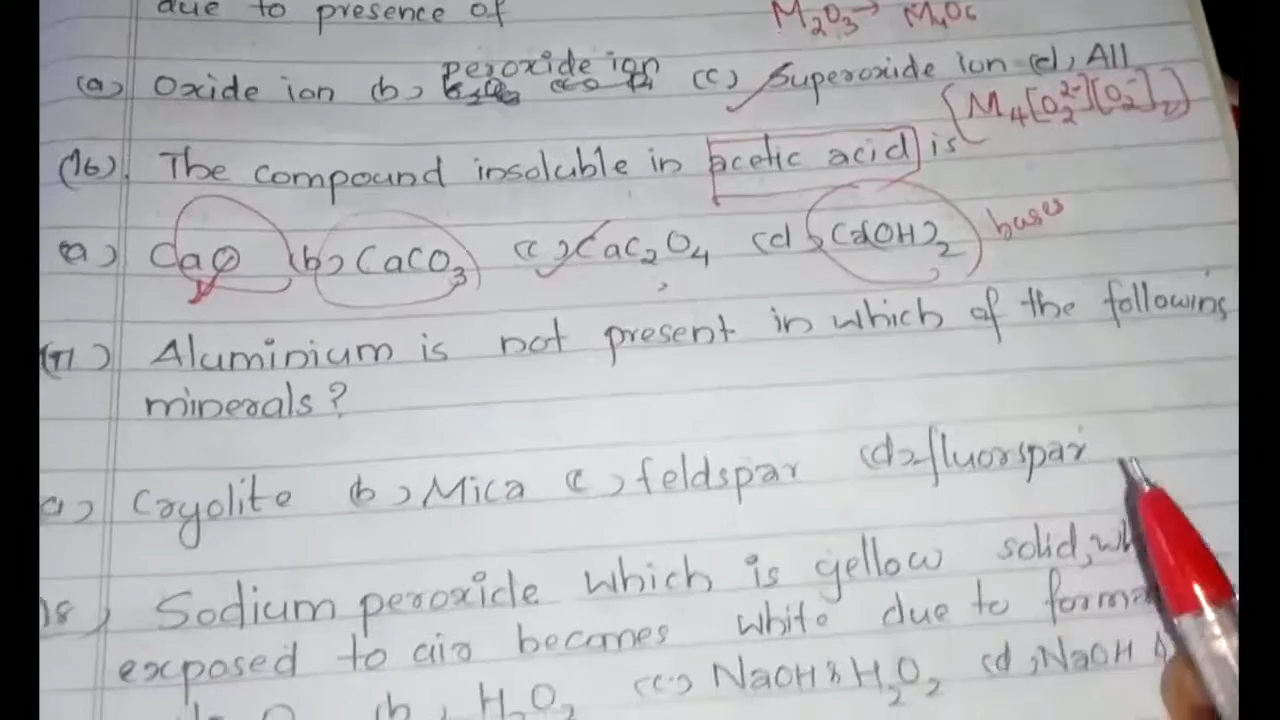 due to presence of M₂O₃ → M₄O₆
peroxide ion
(a) Oxide ion (b) (c) Superoxide ion (d) All
{M₄[O₂²⁻][O₂⁻]₂}
(16). The compound insoluble in acetic acid is
a) CaO (b) CaCO₃ (c) CaC₂O₄ (d) Ca(OH)₂ bases
(17) Aluminium is not present in which of the following
minerals?
a) Cryolite (b) Mica c) feldspar (d) fluorspar
18) Sodium peroxide which is yellow solid, wh
exposed to air becomes white due to forma
(b) H₂O₂ (c) NaOH & H₂O₂ (d) NaOH &